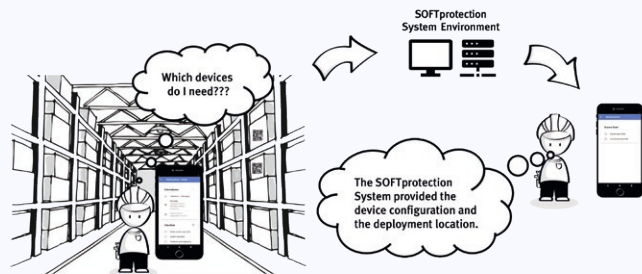 SOFTprotection
System Environment
Which devices
do I need???
The SOFTprotection
System provided the
device configuration and
the deployment location.